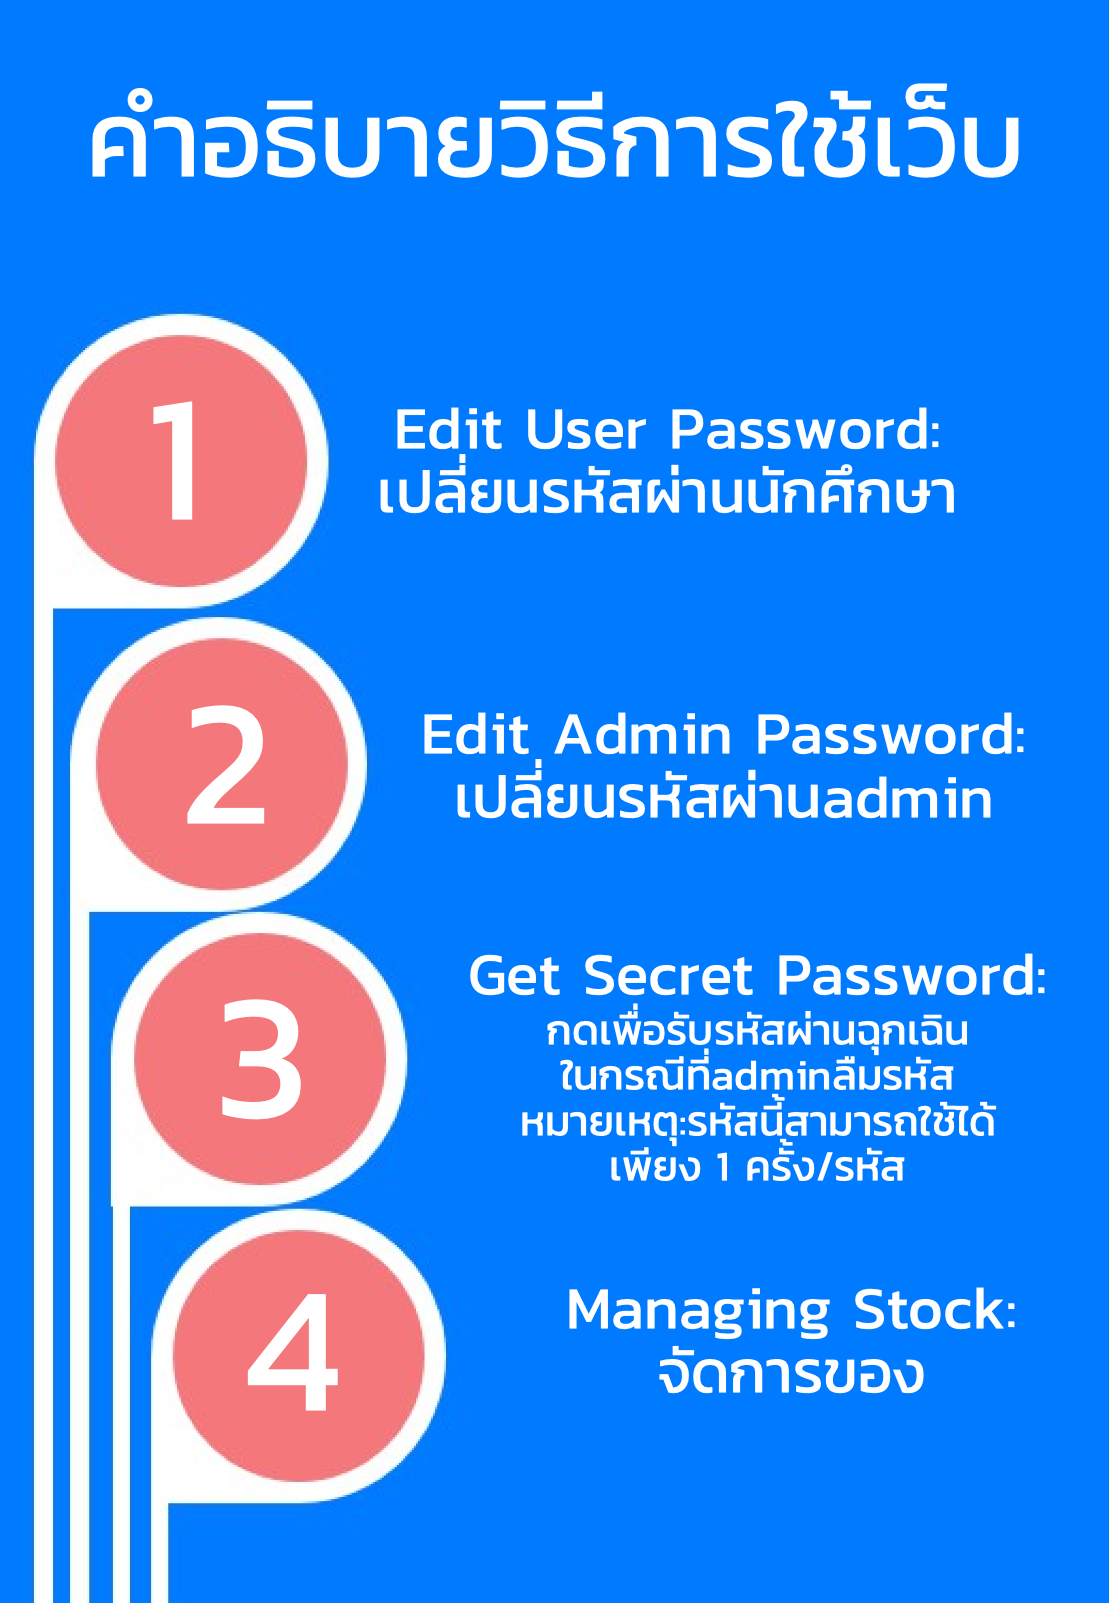 คำอธิบายวิธีการใช้เว็บ
1
Edit User Password:
เปลี่ยนรหัสผ่านนักศึกษา
2
Edit Admin Password:
เปลี่ยนรหัสผ่านadmin
3
Get Secret Password:
กดเพื่อรับรหัสผ่านฉุกเฉิน
ในกรณีที่adminลืมรหัส
หมายเหตุ:รหัสนี้สามารถใช้ได้
เพียง 1 ครั้ง/รหัส
4
Managing Stock:
จัดการของ